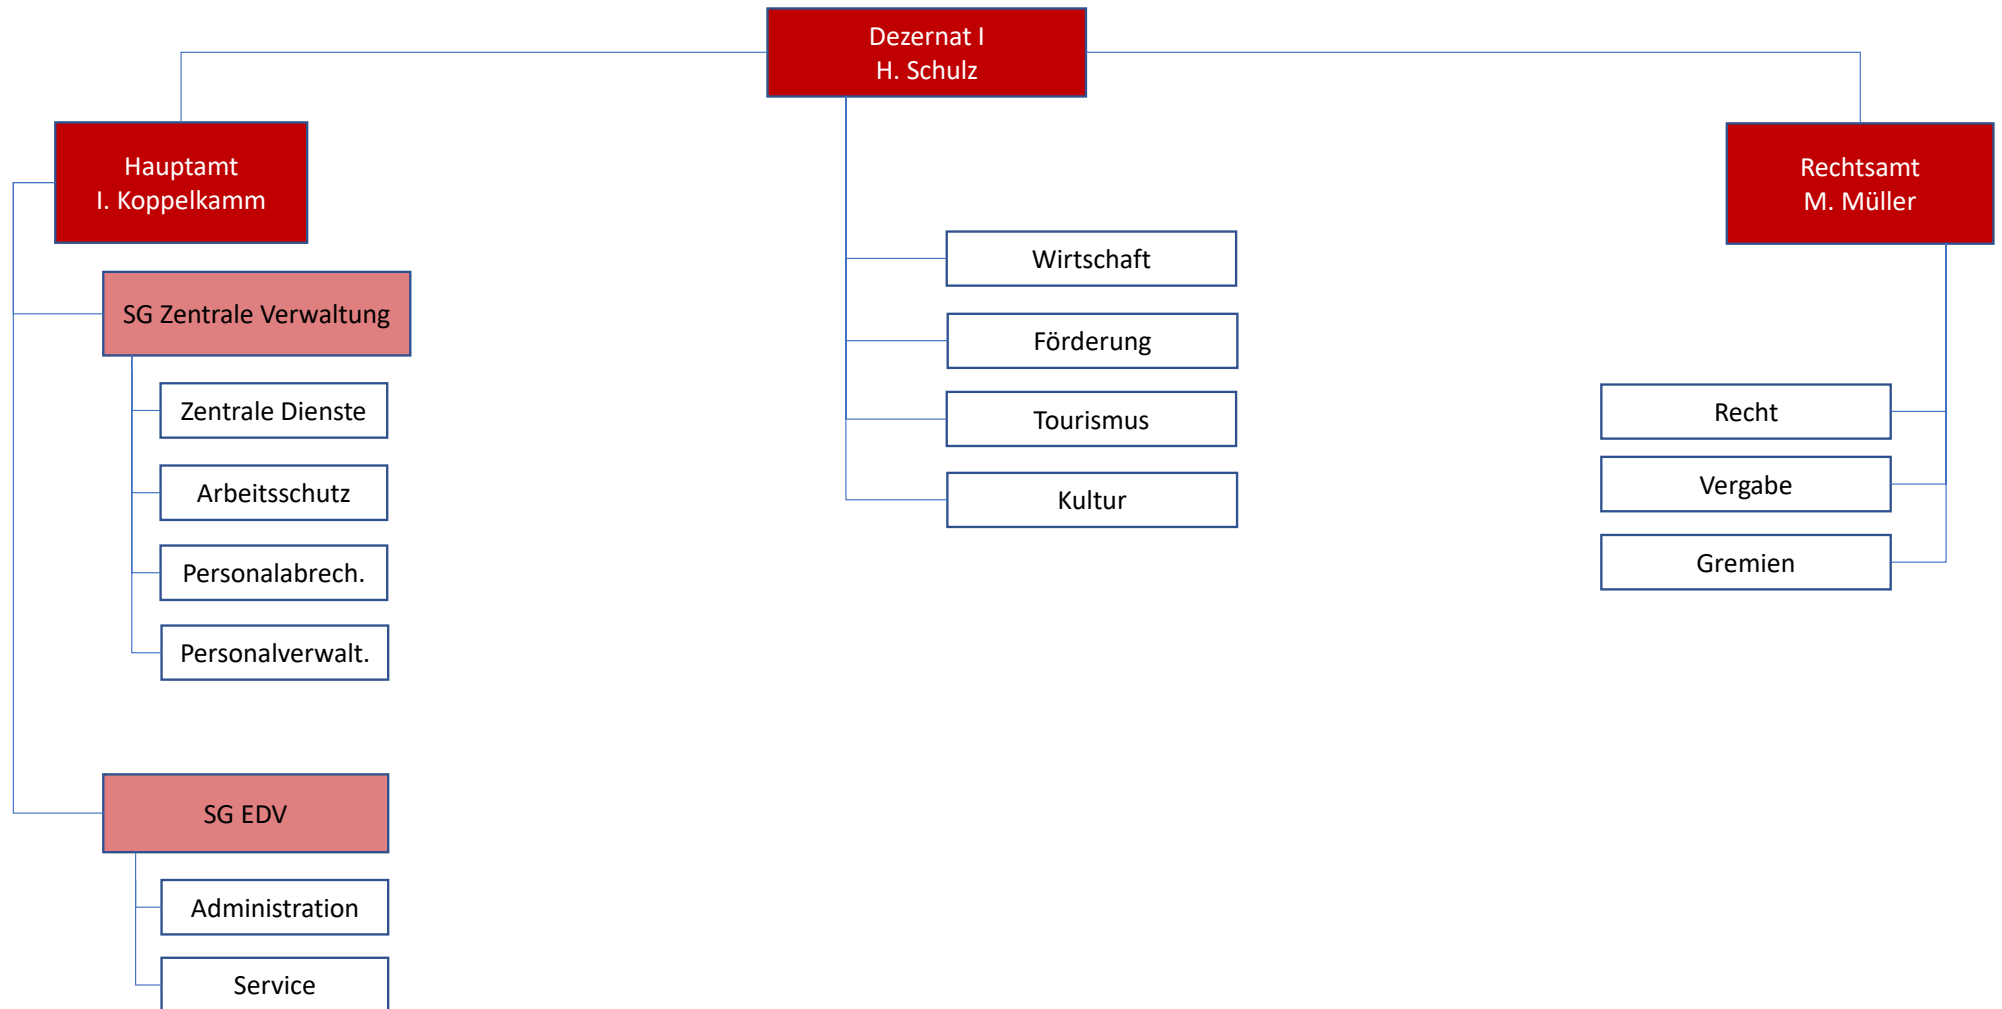 Dezernat I
H. Schulz
Hauptamt
I. Koppelkamm
Rechtsamt
M. Müller
SG Zentrale Verwaltung
Zentrale Dienste
Arbeitsschutz
Personalabrech.
Personalverwalt.
SG EDV
Administration
Service
Wirtschaft
Förderung
Tourismus
Kultur
Recht
Vergabe
Gremien